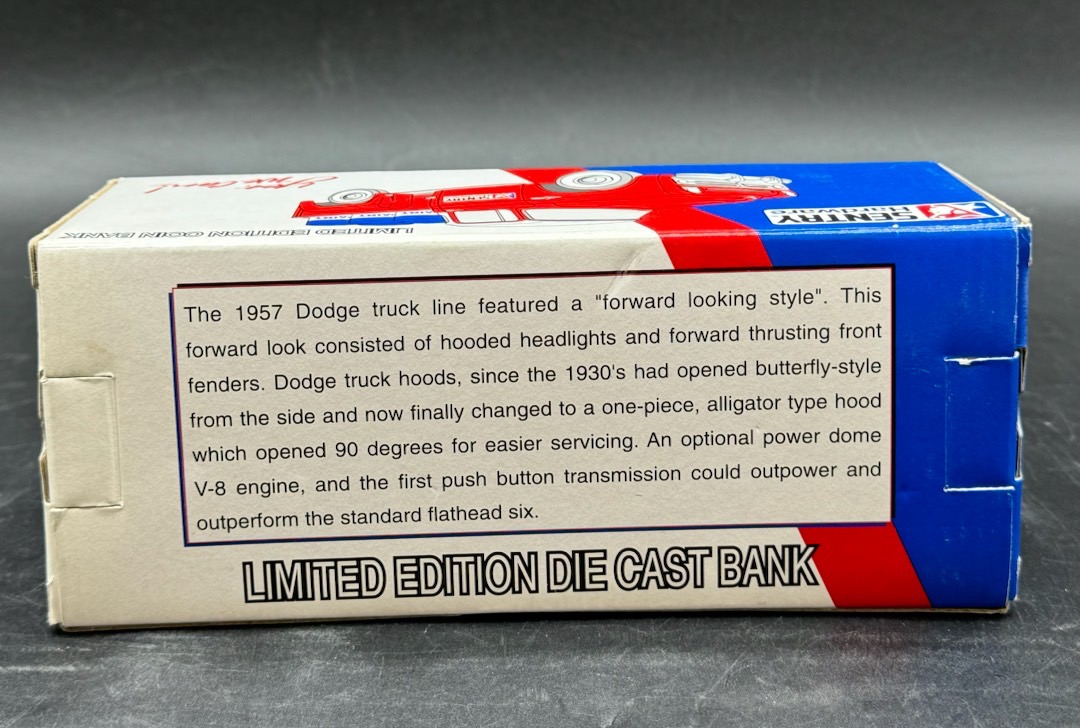 SENTRY
HARDWARE
LIMITED EDITION COIN BANK
The 1957 Dodge truck line featured a "forward looking style". This
forward look consisted of hooded headlights and forward thrusting front
fenders. Dodge truck hoods, since the 1930's had opened butterfly-style
from the side and now finally changed to a one-piece, alligator type hood
which opened 90 degrees for easier servicing. An optional power dome
V-8 engine, and the first push button transmission could outpower and
outperform the standard flathead six.
LIMITED EDITION DIE CAST BANK